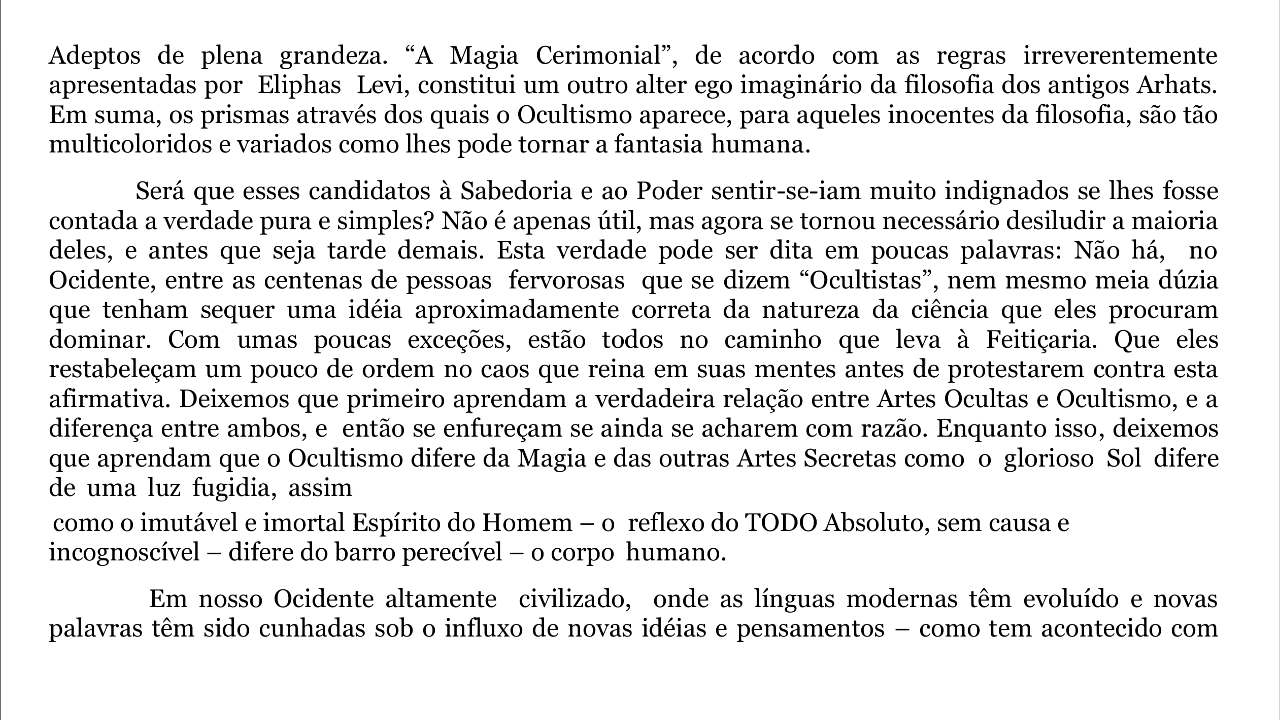 Adeptos de plena grandeza. “A Magia Cerimonial”, de acordo com as regras irreverentemente
apresentadas por Eliphas Levi, constitui um outro alter ego imaginário da filosofia dos antigos Arhats.
Em suma, os prismas através dos quais o Ocultismo aparece, para aqueles inocentes da filosofia, são tão
multicoloridos e variados como lhes pode tornar a fantasia humana.
Será que esses candidatos à Sabedoria e ao Poder sentir-se-iam muito indignados se lhes fosse
contada a verdade pura e simples? Não é apenas útil, mas agora se tornou necessário desiludir a maioria
deles, e antes que seja tarde demais. Esta verdade pode ser dita em poucas palavras: Não há, no
Ocidente, entre as centenas de pessoas fervorosas que se dizem “Ocultistas”, nem mesmo meia dúzia
que tenham sequer uma idéia aproximadamente correta da natureza da ciência que eles procuram
dominar. Com umas poucas exceções, estão todos no caminho que leva à Feitiçaria. Que eles
restabeleçam um pouco de ordem no caos que reina em suas mentes antes de protestarem contra esta
afirmativa. Deixemos que primeiro aprendam a verdadeira relação entre Artes Ocultas e Ocultismo, e a
diferença entre ambos, e então se enfureçam se ainda se acharem com razão. Enquanto isso, deixemos
que aprendam que o Ocultismo difere da Magia e das outras Artes Secretas como o glorioso Sol difere
de uma luz fugidia, assim
como o imutável e imortal Espírito do Homem – o reflexo do TODO Absoluto, sem causa e
incognoscível – difere do barro perecível – o corpo humano.
Em nosso Ocidente altamente civilizado, onde as línguas modernas têm evoluído e novas
palavras têm sido cunhadas sob o influxo de novas idéias e pensamentos – como tem acontecido com